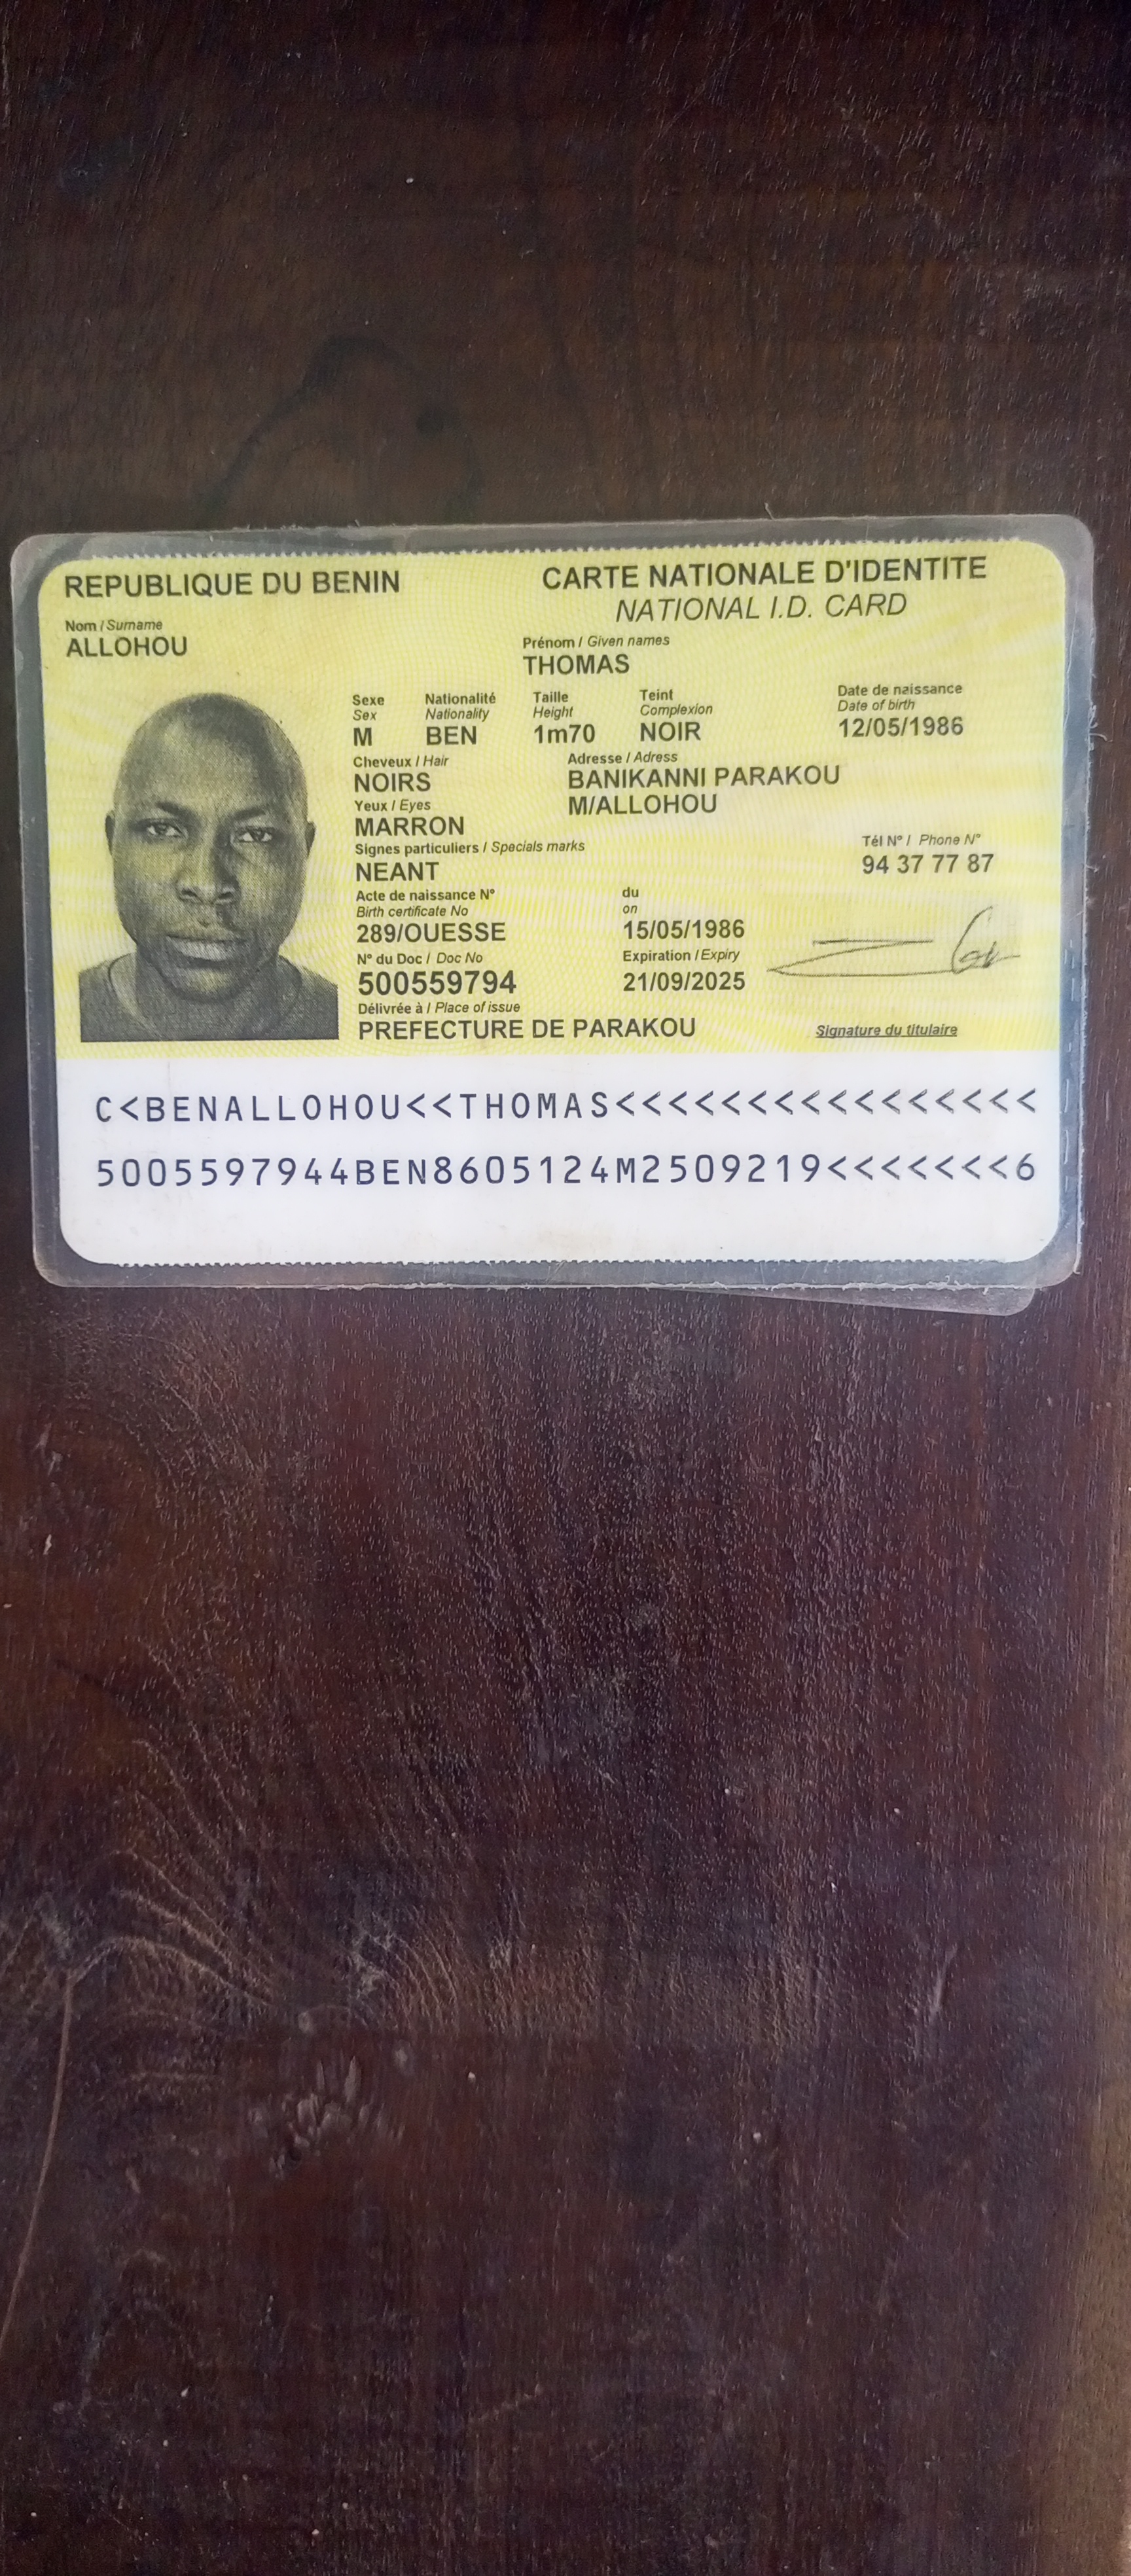 REPUBLIQUE DU BENIN
CARTE NATIONALE D'IDENTITE
NATIONAL I.D. CARD
Nom / Surname
ALLOHOU
Prénom / Given names
THOMAS
Sexe Nationalité Taille Teint Date de naissance
Sex Nationality Height Complexion Date of birth
M BEN 1m70 NOIR 12/05/1986
Cheveux / Hair Adresse / Adress
NOIRS BANIKANNI PARAKOU
Yeux / Eyes M/ALLOHOU
MARRON
Signes particuliers / Specials marks Tél N° / Phone N°
NEANT 94 37 77 87
Acte de naissance N° du
Birth certificate No on
289/OUESSE 15/05/1986
N° du Doc / Doc No Expiration / Expiry
500559794 21/09/2025
Délivrée à / Place of issue
PREFECTURE DE PARAKOU Signature du titulaire
C<BENALLOHOU<<THOMAS<<<<<<<<<<<<<<<<
5005597944BEN8605124M2509219<<<<<<<6